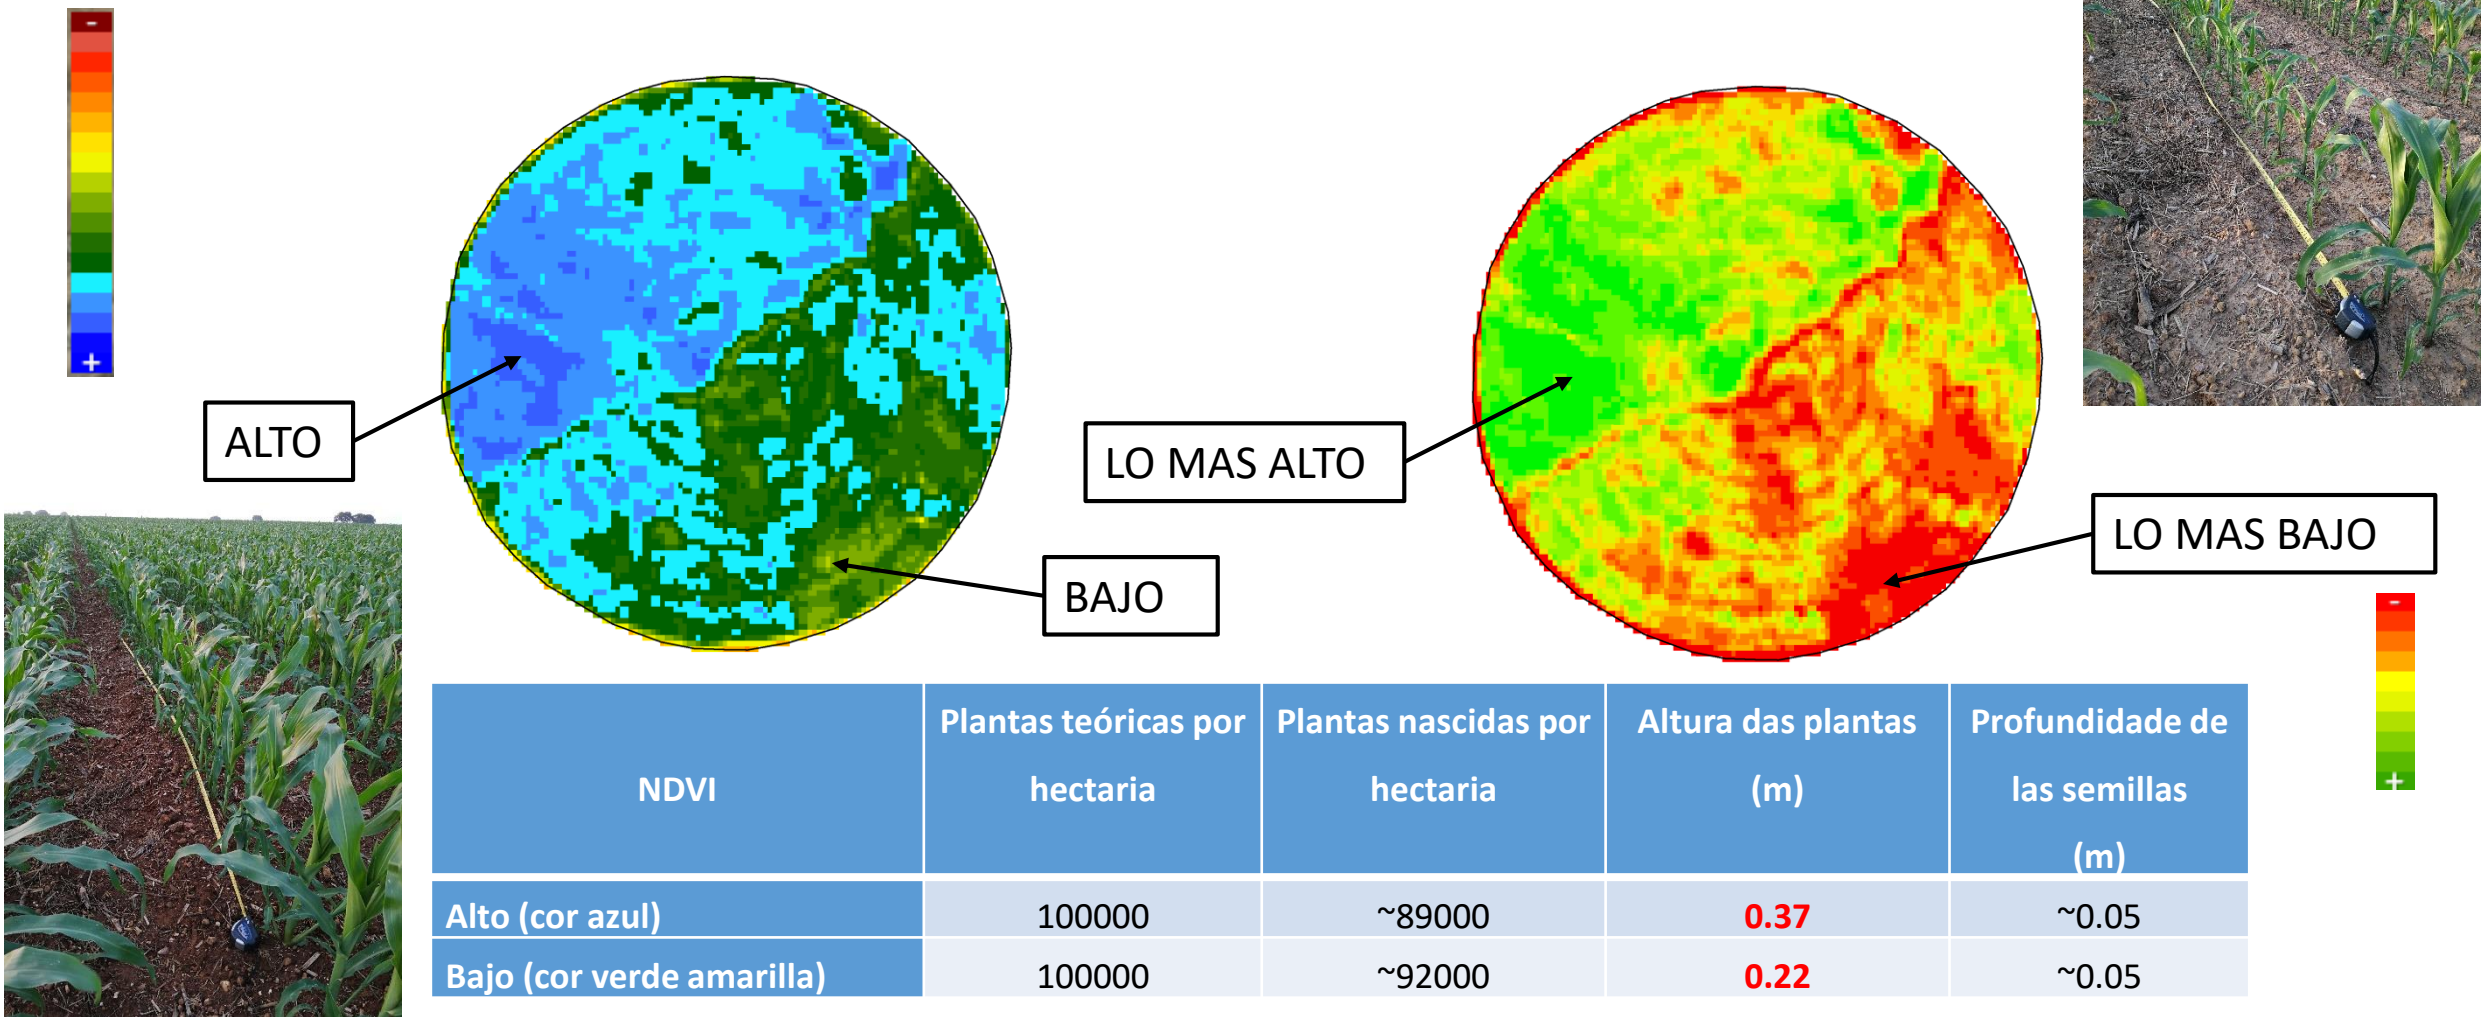 -
+
ALTO
BAJO
LO MAS ALTO
LO MAS BAJO
-
+
NDVI
Plantas teóricas por
hectaria
Plantas nascidas por
hectaria
Altura das plantas
(m)
Profundidade de
las semillas
(m)
Alto (cor azul)
100000
~89000
0.37
~0.05
Bajo (cor verde amarilla)
100000
~92000
0.22
~0.05